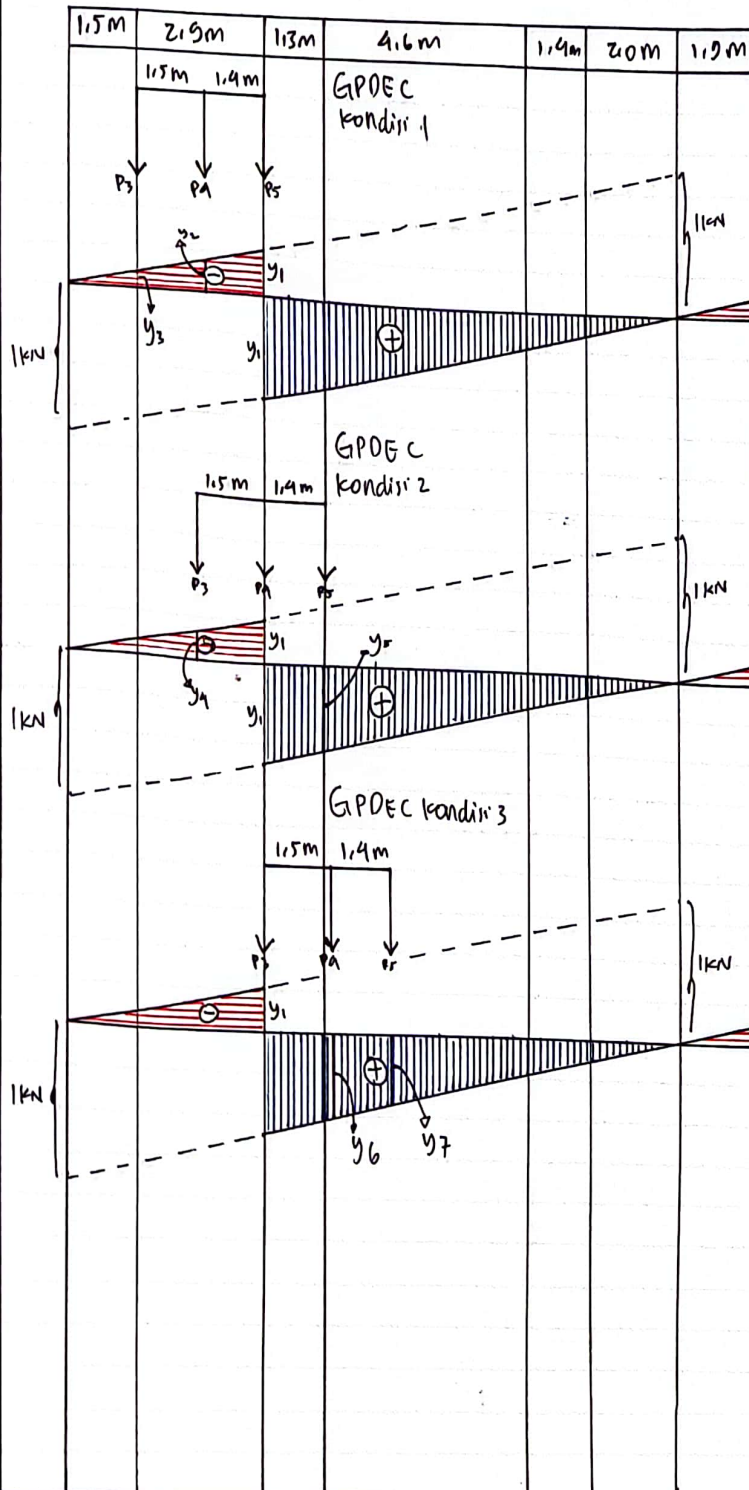 1.5M 2.9m 1.3m 4.6m 1.4m 2.0m 1.9m
1.5m 1.4m
GPDEC
kondisi 1
P3 P4 P5
y2
- y1
1KN
y3
1KN
y1 +
GPDEC
kondisi 2
1.5m 1.4m
P3 P4 P5
1KN
- y1 y5
y4
1KN
y1 +
GPDEC kondisi 3
1.5m 1.4m
P3 P4 P5
1KN
- y1
1KN
+
y6 y7